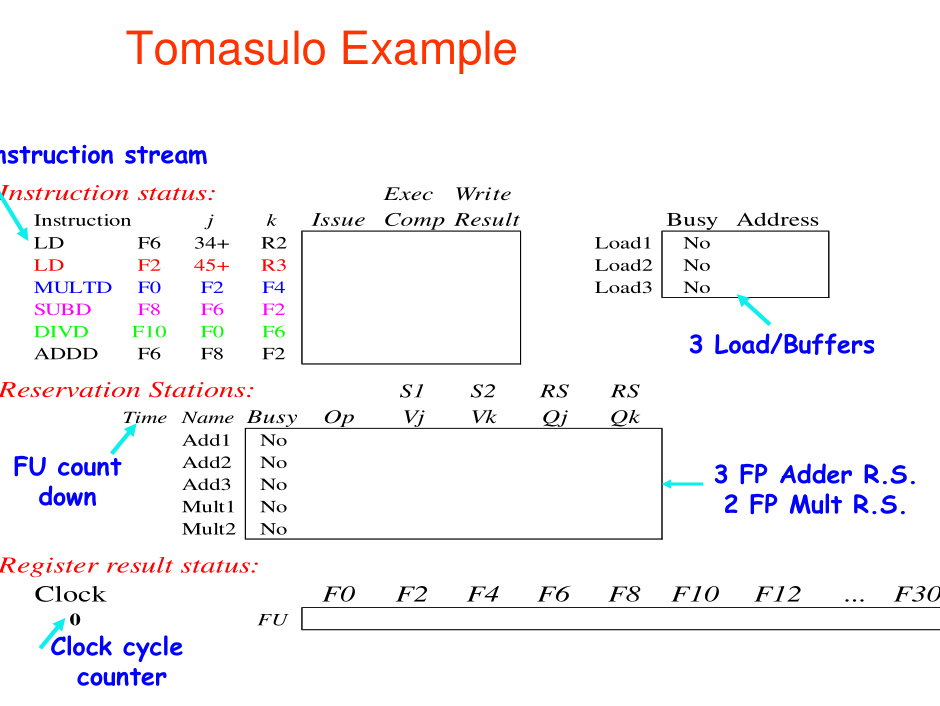 Tomasulo Example
nstruction stream
Instruction status: Exec Write
Instruction j k Issue Comp Result Busy Address
LD F6 34+ R2 Load1 No
LD F2 45+ R3 Load2 No
MULTD F0 F2 F4 Load3 No
SUBD F8 F6 F2
DIVD F10 F0 F6
ADDD F6 F8 F2
3 Load/Buffers
Reservation Stations: S1 S2 RS RS
Time Name Busy Op Vj Vk Qj Qk
Add1 No
Add2 No
Add3 No
Mult1 No
Mult2 No
FU count
down
3 FP Adder R.S.
2 FP Mult R.S.
Register result status:
Clock F0 F2 F4 F6 F8 F10 F12 ... F30
0 FU
Clock cycle
counter